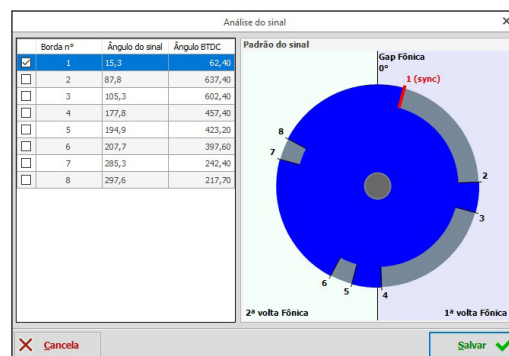 Análise do sinal
Borda nº Ângulo do sinal Ângulo BTDC
1 15,3 62,40
2 87,8 637,40
3 105,3 602,40
4 177,8 457,40
5 194,9 423,20
6 207,7 397,60
7 285,3 242,40
8 297,6 217,70
Padrão do sinal
Gap Fônica
0°
1 (sync)
2
3
4
5
6
7
8
2ª volta Fônica
1ª volta Fônica
Cancela
Salvar